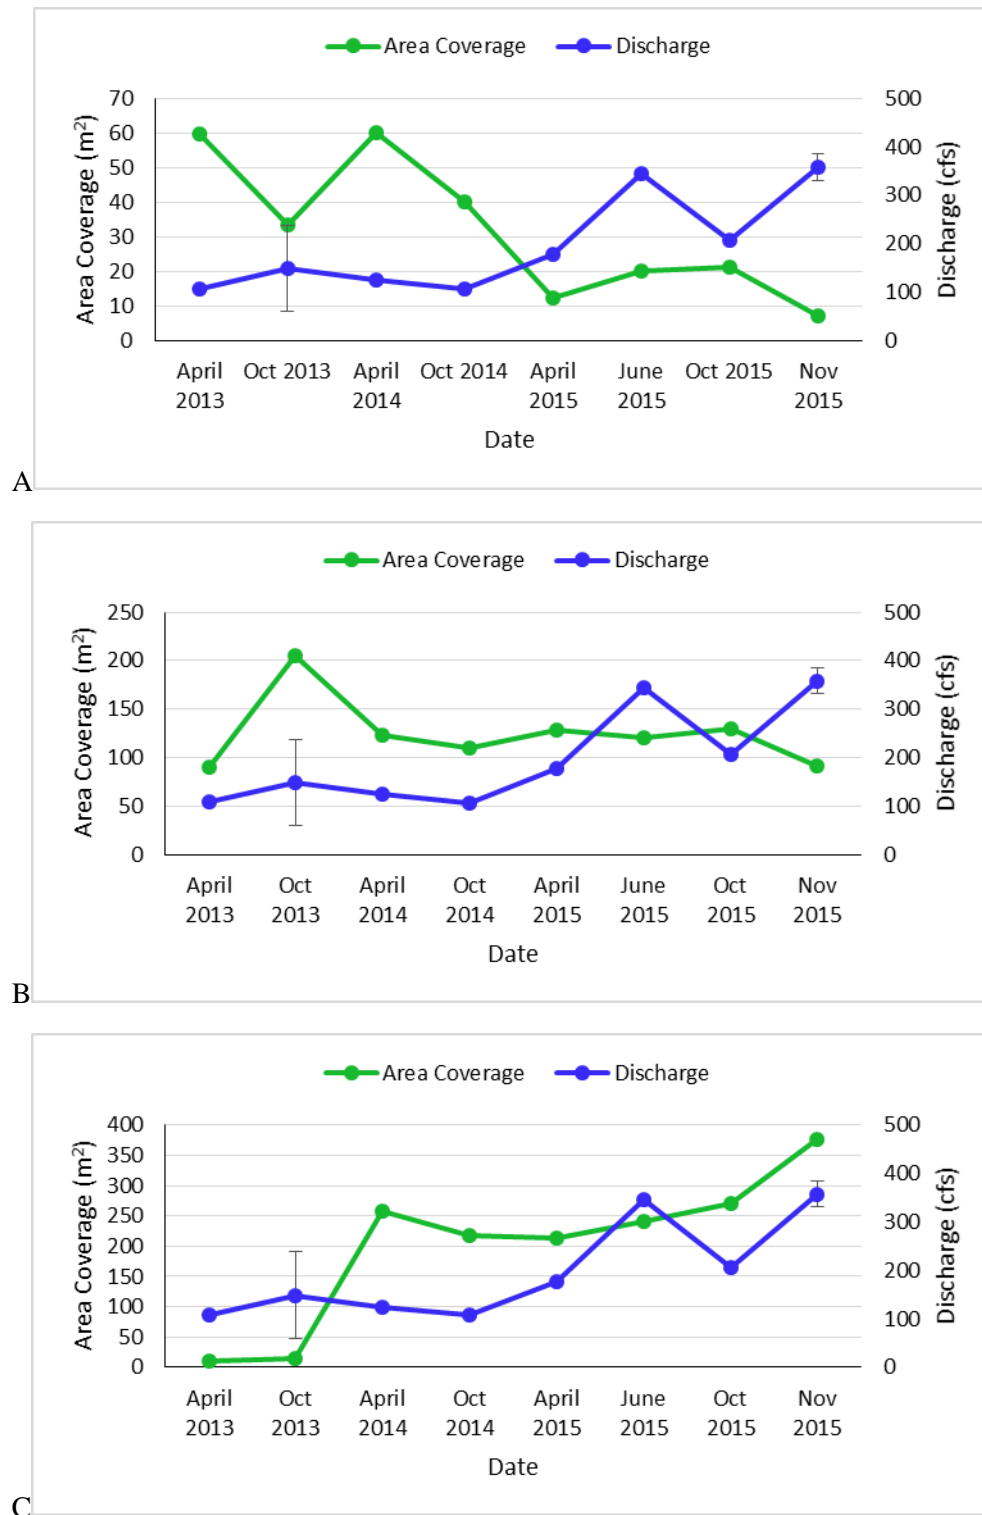 Area Coverage Discharge
70 500
60 400
50
40 300
30 200
20
10 100
0 0
Area Coverage (m²)
Discharge (cfs)
April Oct 2013 April Oct 2014 April June Oct 2015 Nov
2013 2014 2015 2015 2015
Date
A
Area Coverage Discharge
250 500
200 400
150 300
100 200
50 100
0 0
Area Coverage (m²)
Discharge (cfs)
April Oct April Oct April June Oct Nov
2013 2013 2014 2014 2015 2015 2015 2015
Date
B
Area Coverage Discharge
400 500
350 400
300
250 300
200
150 200
100 100
50
0 0
Area Coverage (m²)
Discharge (cfs)
April Oct April Oct April June Oct Nov
2013 2013 2014 2014 2015 2015 2015 2015
Date
C